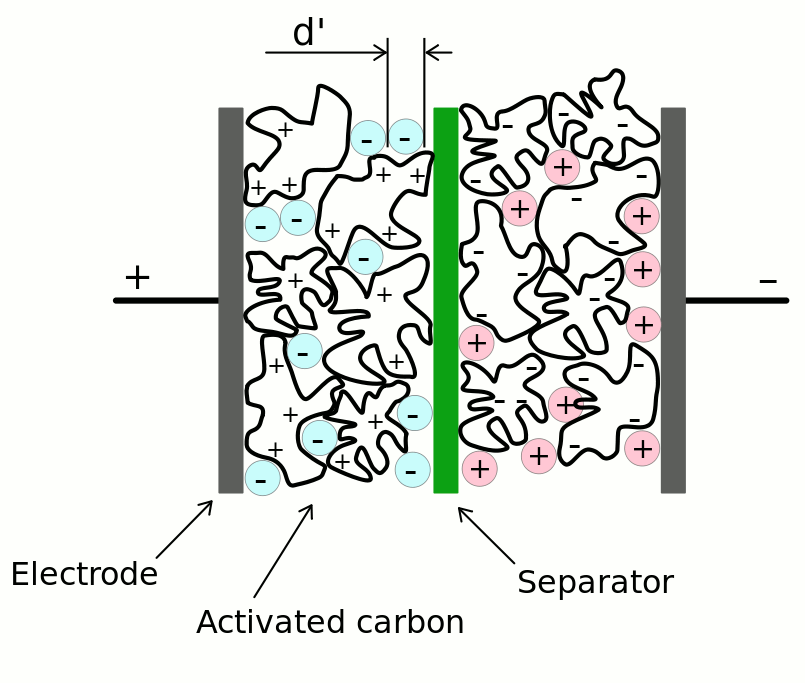 d'
+
–
Electrode
Separator
Activated carbon